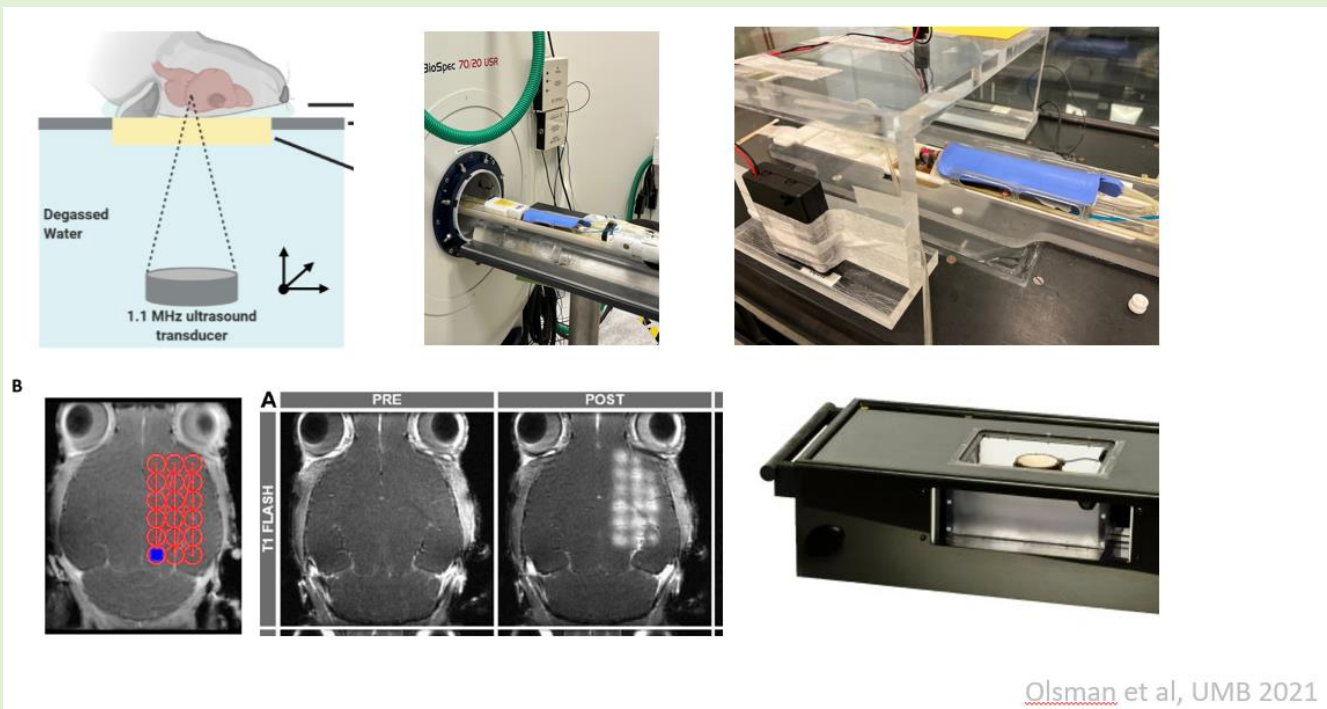 BioSpec 70/20 USR
Degassed
Water
1.1 MHz ultrasound
transducer
B
A
PRE
POST
T1 FLASH
Olsman et al, UMB 2021